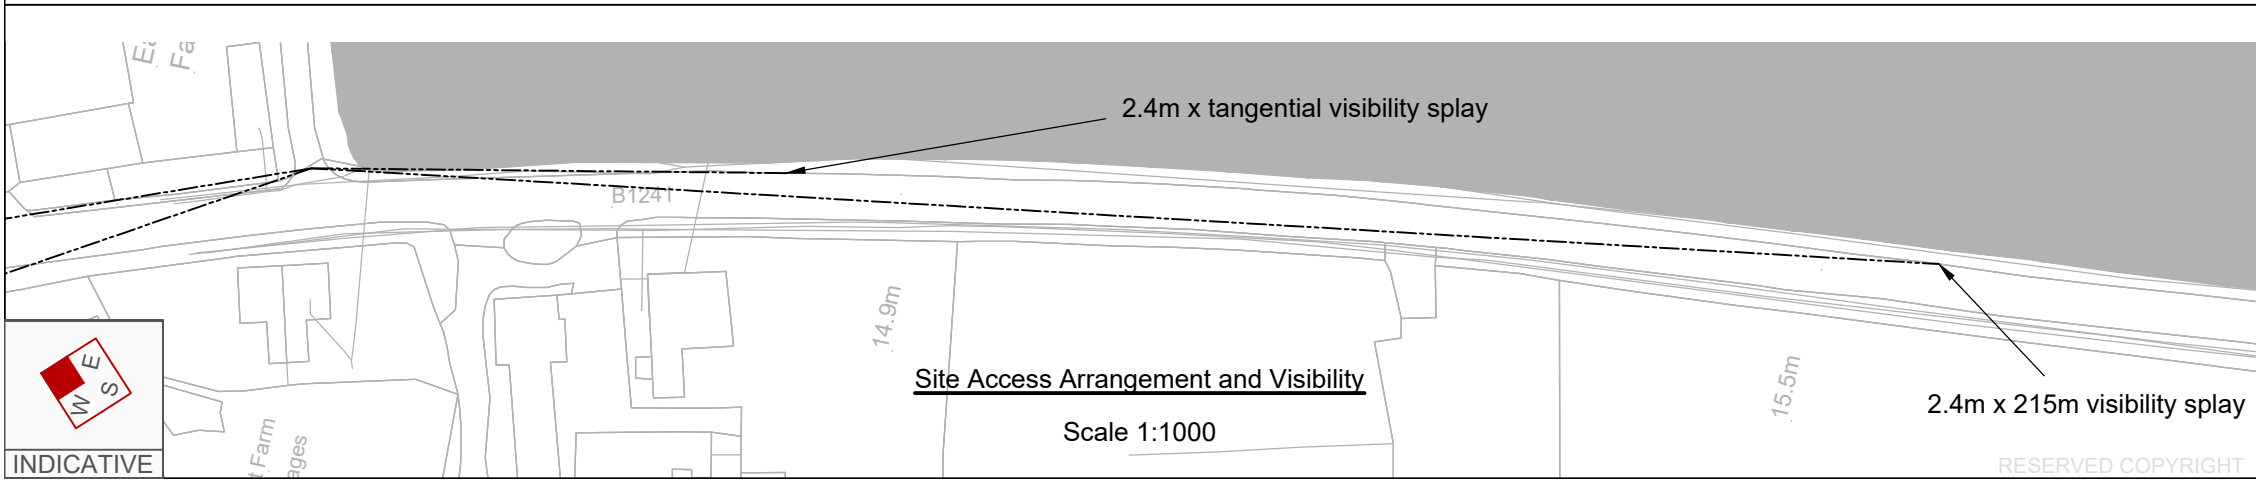 2.4m x tangential visibility splay
B1241
14.9m
Site Access Arrangement and Visibility
Scale 1:1000
15.5m
2.4m x 215m visibility splay
E
S
W
INDICATIVE
Farm
RESERVED COPYRIGHT